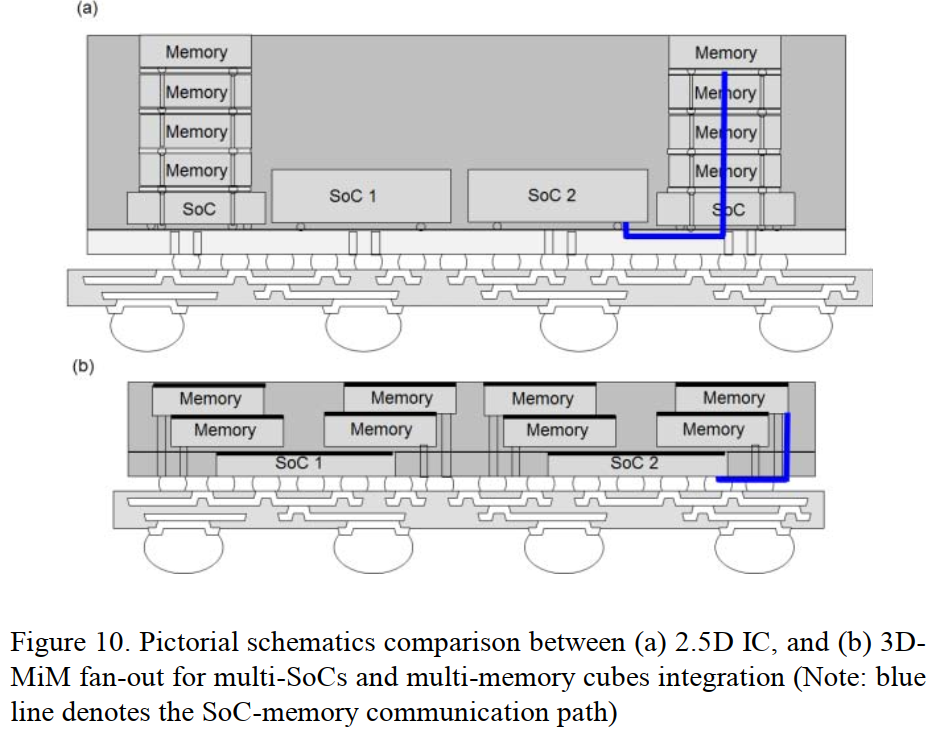 (a)
Memory Memory
Memory Memory
Memory Memory
Memory Memory
SoC SoC 1 SoC 2 SoC
(b)
Memory Memory Memory Memory
Memory Memory Memory Memory
SoC 1 SoC 2
Figure 10. Pictorial schematics comparison between (a) 2.5D IC, and (b) 3D-
MiM fan-out for multi-SoCs and multi-memory cubes integration (Note: blue
line denotes the SoC-memory communication path)